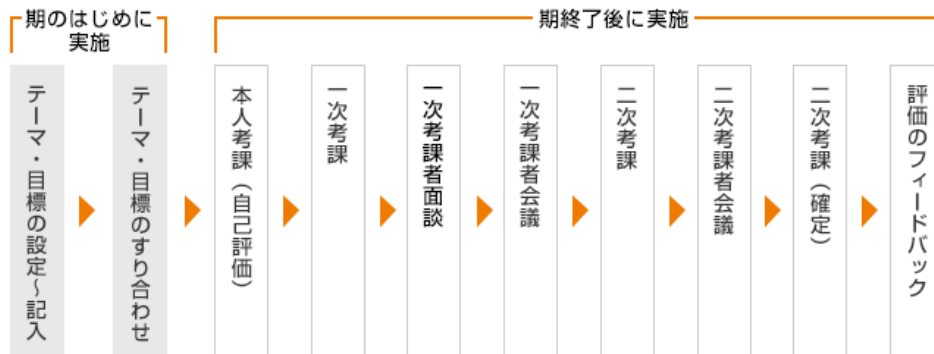 期のはじめに
実施
期終了後に実施
テーマ・目標の設定〜記入
テーマ・目標のすり合わせ
本人考課（自己評価）
一次考課
一次考課者面談
一次考課者会議
二次考課
二次考課者会議
二次考課（確定）
評価のフィードバック